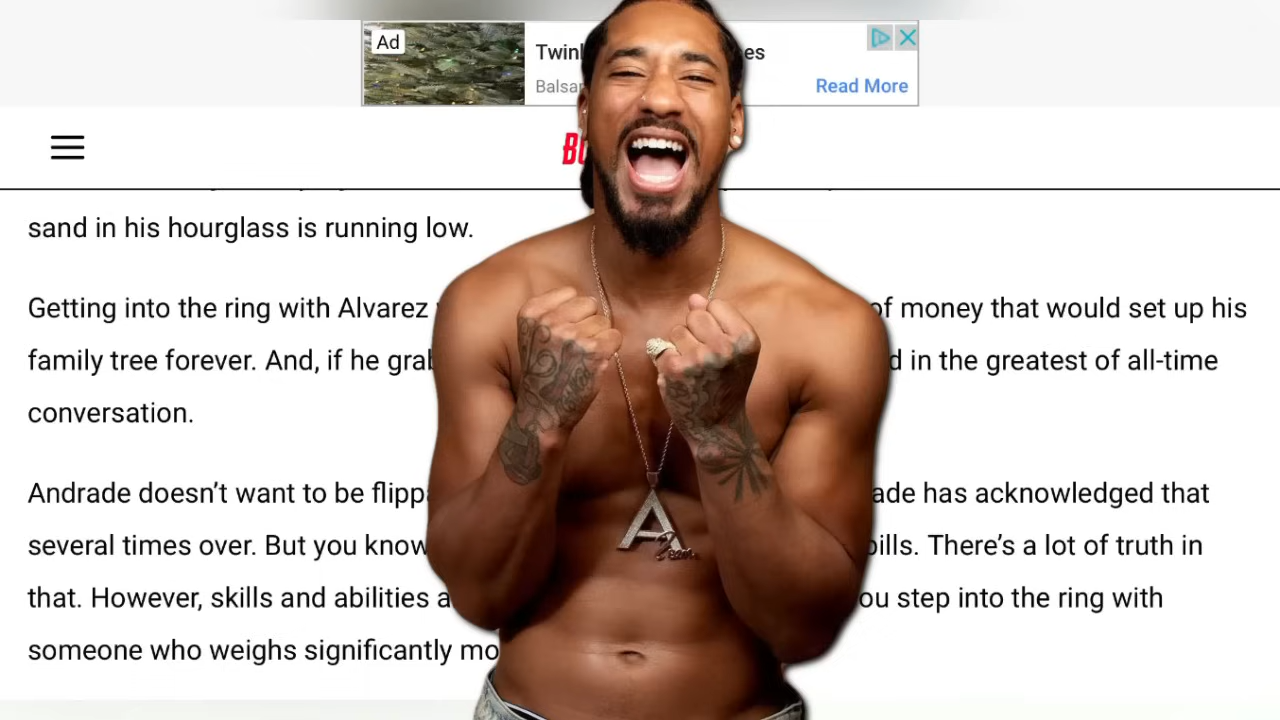 Ad
Twin es
Balsa
Read More
BO
sand in his hourglass is running low.
Getting into the ring with Alvarez of money that would set up his
family tree forever. And, if he grab d in the greatest of all-time
conversation.
Andrade doesn’t want to be flipp ade has acknowledged that
several times over. But you know bills. There’s a lot of truth in
that. However, skills and abilities a ou step into the ring with
someone who weighs significantly mo
A